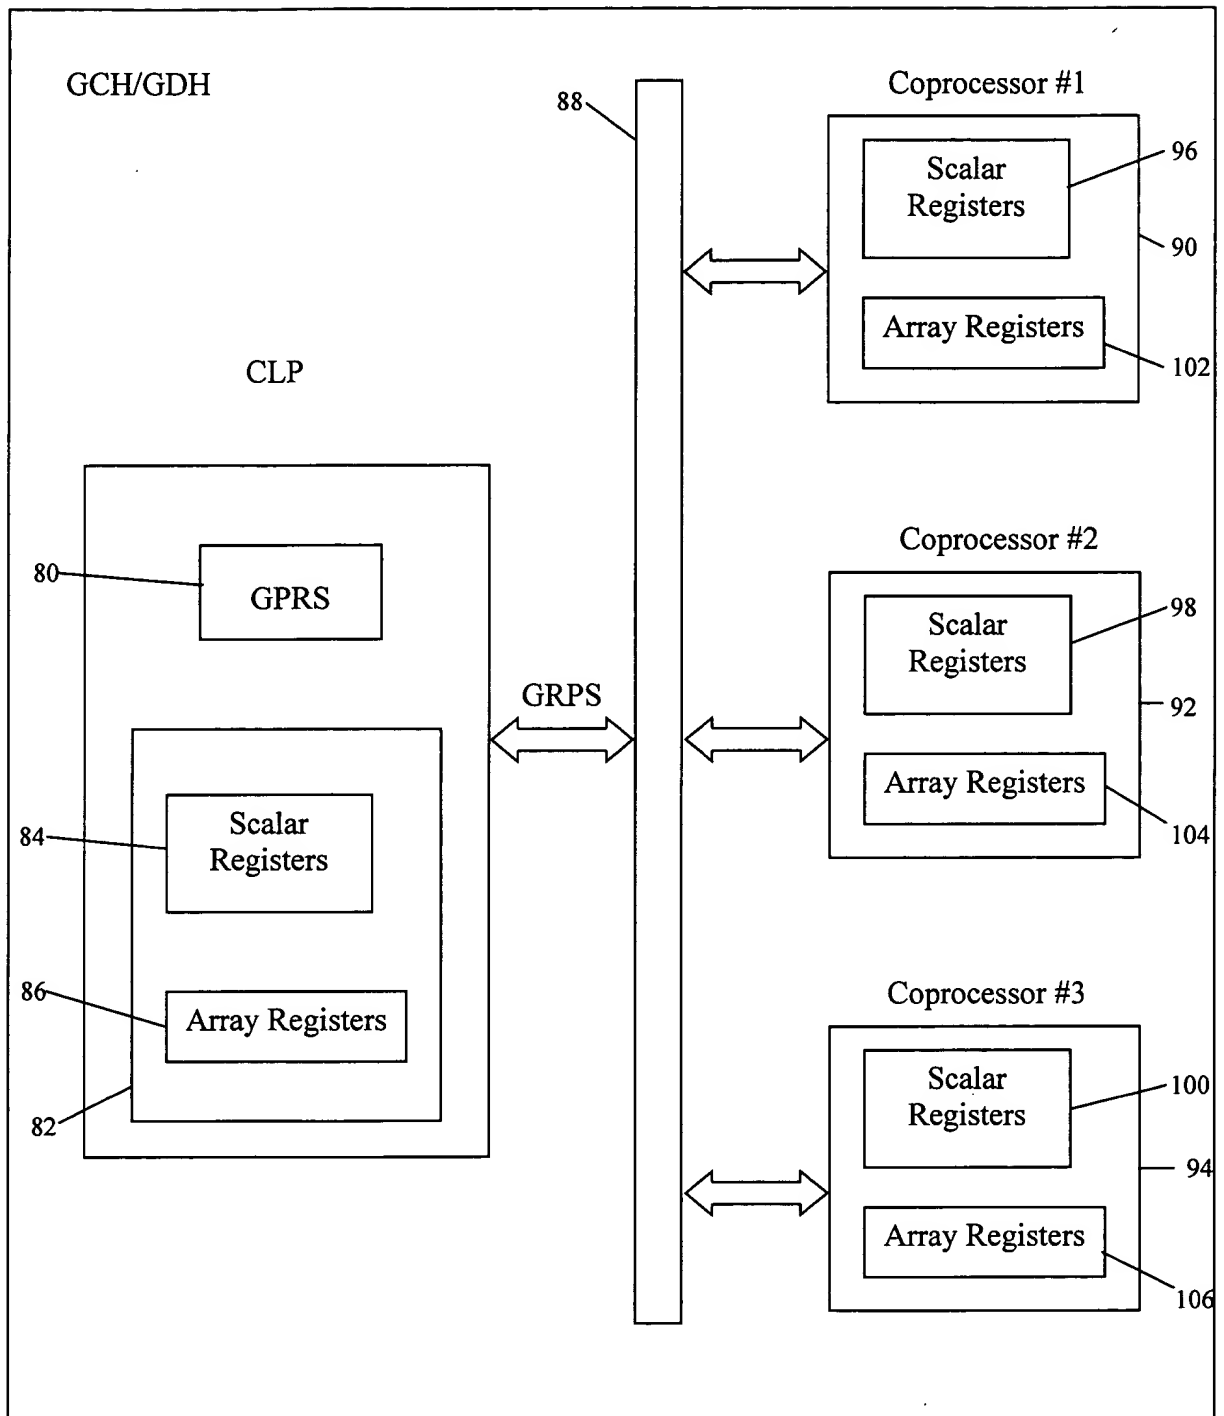 GCH/GDH
88
Coprocessor #1
Scalar
Registers
96
90
Array Registers
102
CLP
80
GPRS
GRPS
Scalar
Registers
84
86
Array Registers
82
Coprocessor #2
Scalar
Registers
98
92
Array Registers
104
Coprocessor #3
Scalar
Registers
100
94
Array Registers
106